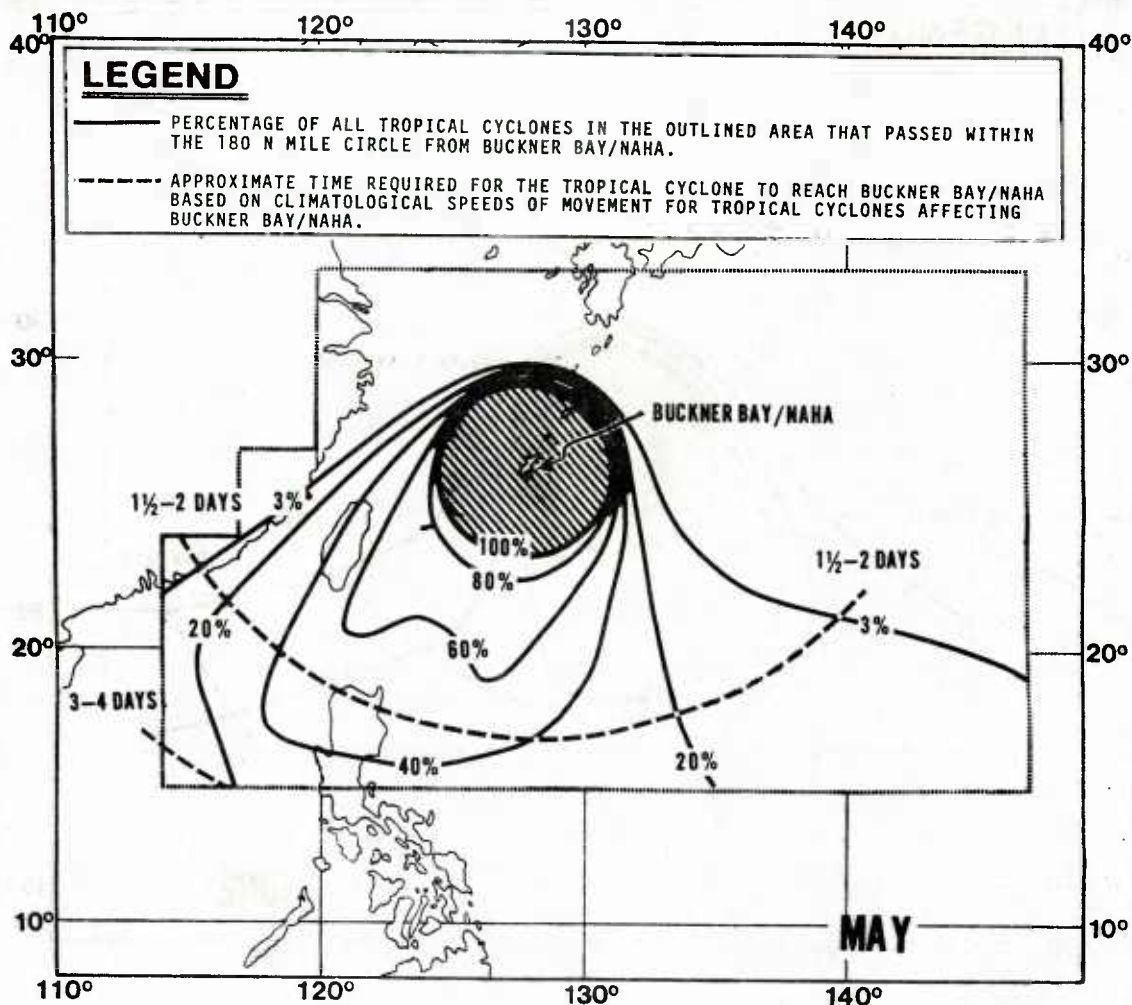 110° 120° 130° 140°
40° 40°
LEGEND
PERCENTAGE OF ALL TROPICAL CYCLONES IN THE OUTLINED AREA THAT PASSED WITHIN
THE 180 N MILE CIRCLE FROM BUCKNER BAY/NAHA.
APPROXIMATE TIME REQUIRED FOR THE TROPICAL CYCLONE TO REACH BUCKNER BAY/NAHA
BASED ON CLIMATOLOGICAL SPEEDS OF MOVEMENT FOR TROPICAL CYCLONES AFFECTING
BUCKNER BAY/NAHA.
30° 30°
BUCKNER BAY/NAHA
1½-2 DAYS 3%
100%
80% 1½-2 DAYS
20% 60% 3%
20° 20°
3-4 DAYS
40% 20%
10° MAY 10°
110° 120° 130° 140°